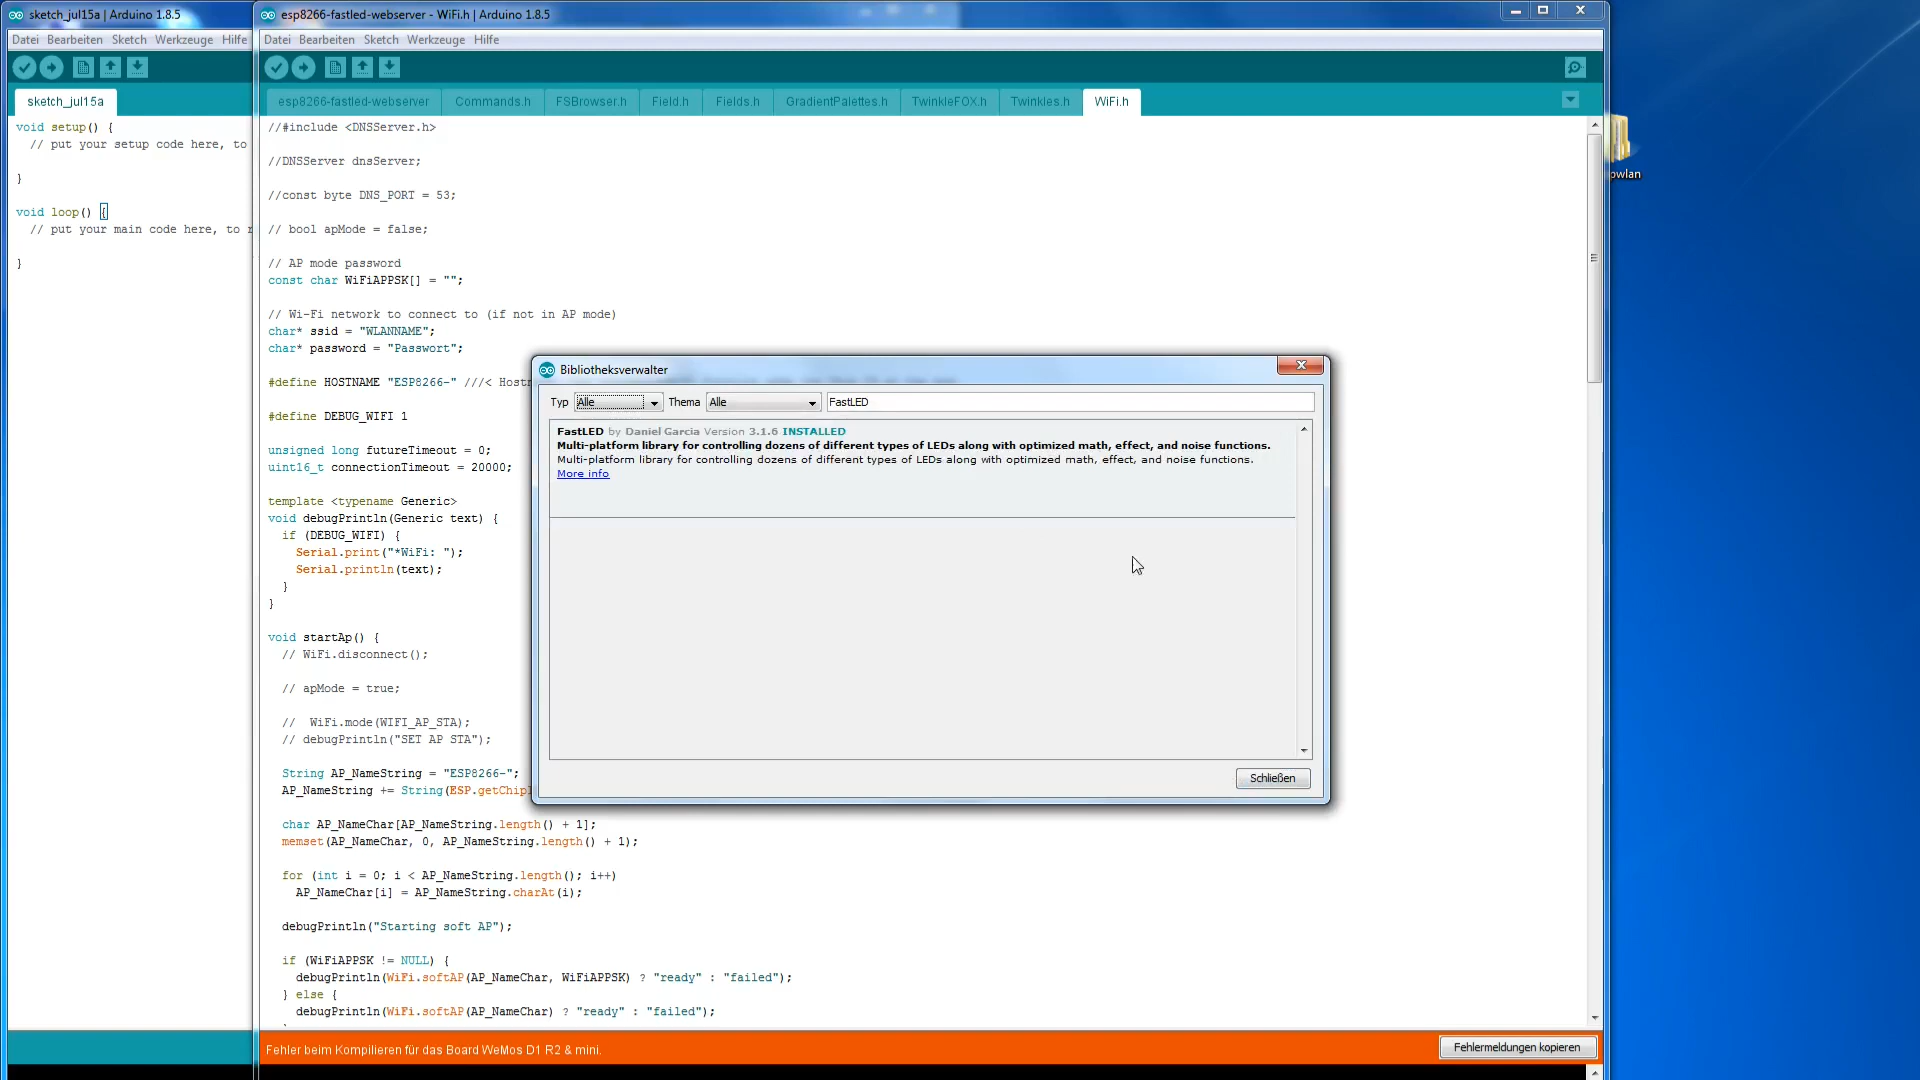 sketch_jul15a | Arduino 1.8.5
Datei Bearbeiten Sketch Werkzeuge Hilfe
sketch_jul15a
void setup() {
// put your setup code here, to
}
void loop() {
// put your main code here, to r
}
esp8266-fastled-webserver - WiFi.h | Arduino 1.8.5
Datei Bearbeiten Sketch Werkzeuge Hilfe
esp8266-fastled-webserver Commands.h FSBrowser.h Field.h Fields.h GradientPalettes.h TwinkleFOX.h Twinkles.h WiFi.h
//#include <DNSServer.h>
//DNSServer dnsServer;
//const byte DNS_PORT = 53;
// bool apMode = false;
// AP mode password
const char WiFiAPPSK[] = "";
// Wi-Fi network to connect to (if not in AP mode)
char* ssid = "WLANNAME";
char* password = "Passwort";
#define HOSTNAME "ESP8266-" ///< Host
#define DEBUG_WIFI 1
unsigned long futureTimeout = 0;
uint16_t connectionTimeout = 20000;
template <typename Generic>
void debugPrintln(Generic text) {
if (DEBUG_WIFI) {
Serial.print("*WiFi: ");
Serial.println(text);
}
}
void startAp() {
// WiFi.disconnect();
// apMode = true;
//  WiFi.mode(WIFI_AP_STA);
// debugPrintln("SET AP STA");
String AP_NameString = "ESP8266-";
AP_NameString += String(ESP.getChipI
char AP_NameChar[AP_NameString.length() + 1];
memset(AP_NameChar, 0, AP_NameString.length() + 1);
for (int i = 0; i < AP_NameString.length(); i++)
AP_NameChar[i] = AP_NameString.charAt(i);
debugPrintln("Starting soft AP");
if (WiFiAPPSK != NULL) {
debugPrintln(WiFi.softAP(AP_NameChar, WiFiAPPSK) ? "ready" : "failed");
} else {
debugPrintln(WiFi.softAP(AP_NameChar) ? "ready" : "failed");
Bibliotheksverwalter
Typ Alle Thema Alle FastLED
FastLED by Daniel Garcia Version 3.1.6 INSTALLED
Multi-platform library for controlling dozens of different types of LEDs along with optimized math, effect, and noise functions.
Multi-platform library for controlling dozens of different types of LEDs along with optimized math, effect, and noise functions.
More info
Schließen
Fehler beim Kompilieren für das Board WeMos D1 R2 & mini.
Fehlermeldungen kopieren
owlan